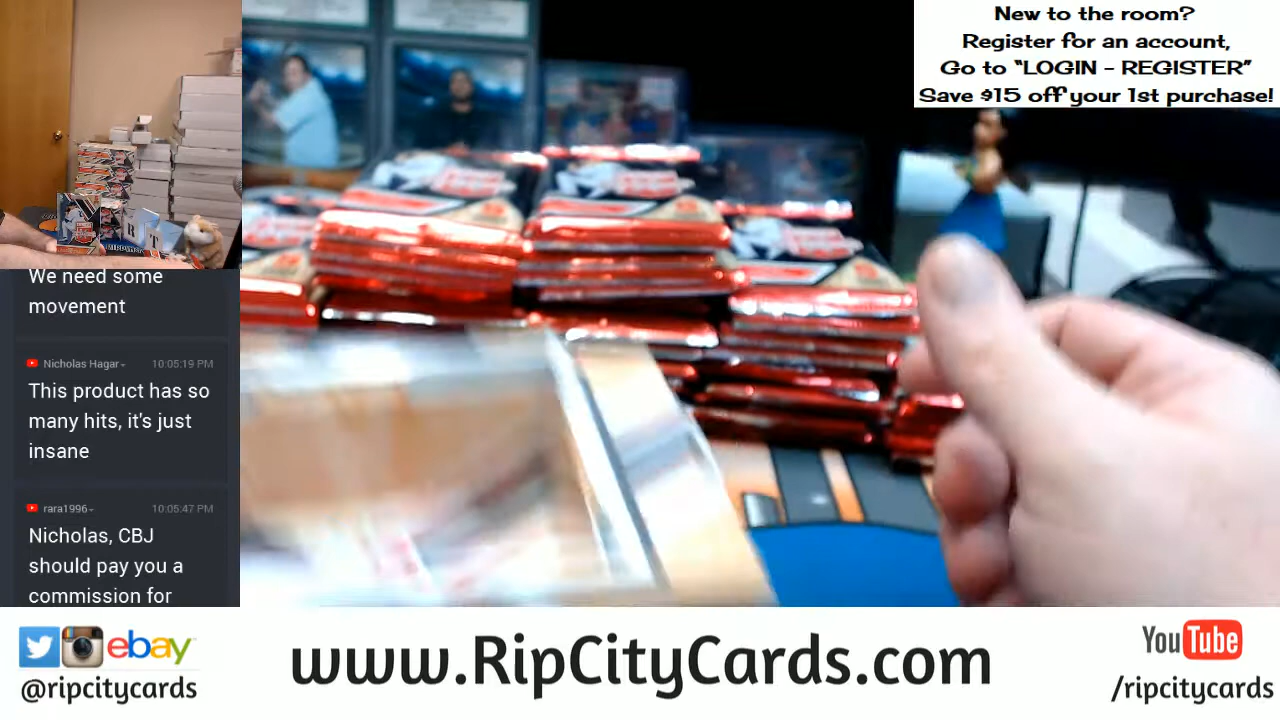 New to the room?
Register for an account,
Go to “LOGIN - REGISTER”
Save $15 off your 1st purchase!
We need some
movement
Nicholas Hagar
10:05:19 PM
This product has so
many hits, it's just
insane
rara1996
10:05:47 PM
Nicholas, CBJ
should pay you a
commission for
ebay
@ripcitycards
www.RipCityCards.com
YouTube
/ripcitycards